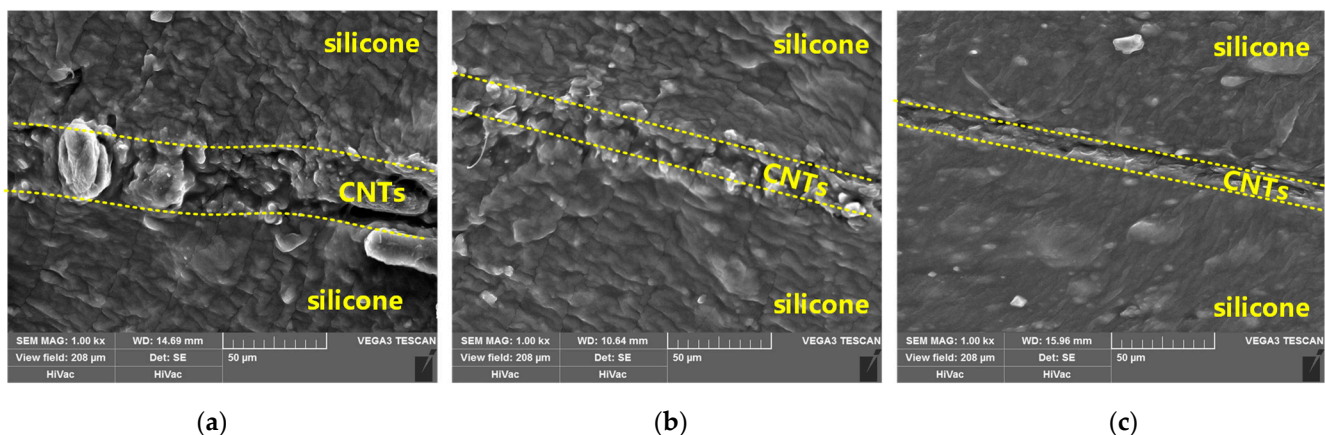 silicone
CNTs
silicone
SEM MAG: 1.00 kx WD: 14.69 mm VEGA3 TESCAN
View field: 208 µm Det: SE 50 µm
HiVac HiVac
(a)
silicone
CNTs
silicone
SEM MAG: 1.00 kx WD: 10.64 mm VEGA3 TESCAN
View field: 208 µm Det: SE 50 µm
HiVac HiVac
(b)
silicone
CNTs
silicone
SEM MAG: 1.00 kx WD: 15.96 mm VEGA3 TESCAN
View field: 208 µm Det: SE 50 µm
HiVac HiVac
(c)